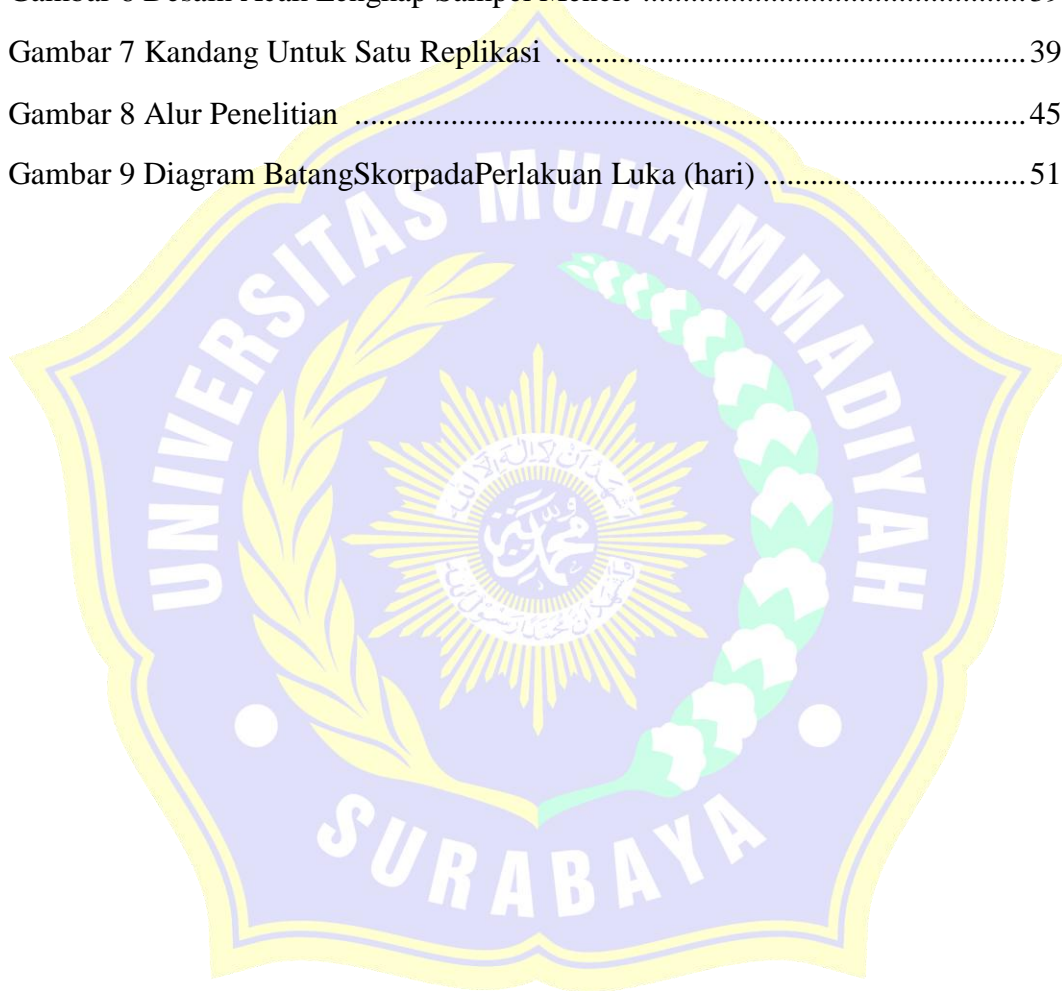 Gambar 7 Kandang Untuk Satu Replikasi ........................................................ 39
Gambar 8 Alur Penelitian ................................................................................ 45
Gambar 9 Diagram BatangSkorpadaPerlakuan Luka (hari) ............................ 51
UNIVERSITAS MUHAMMADIYAH
SURABAYA